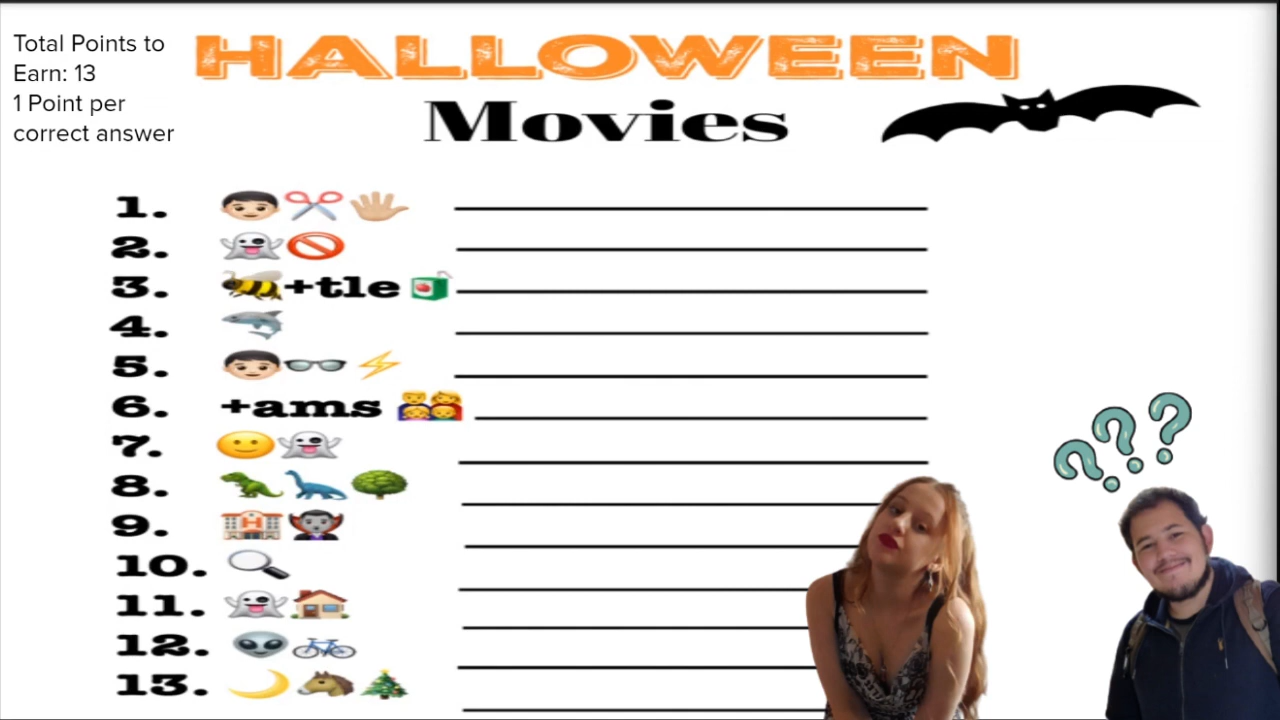 Total Points to
Earn: 13
1 Point per
correct answer
HALLOWEEN
Movies
1.
2.
3. +tle
4.
5.
6. +ams
7.
8.
9. H
10.
11.
12.
13.
???